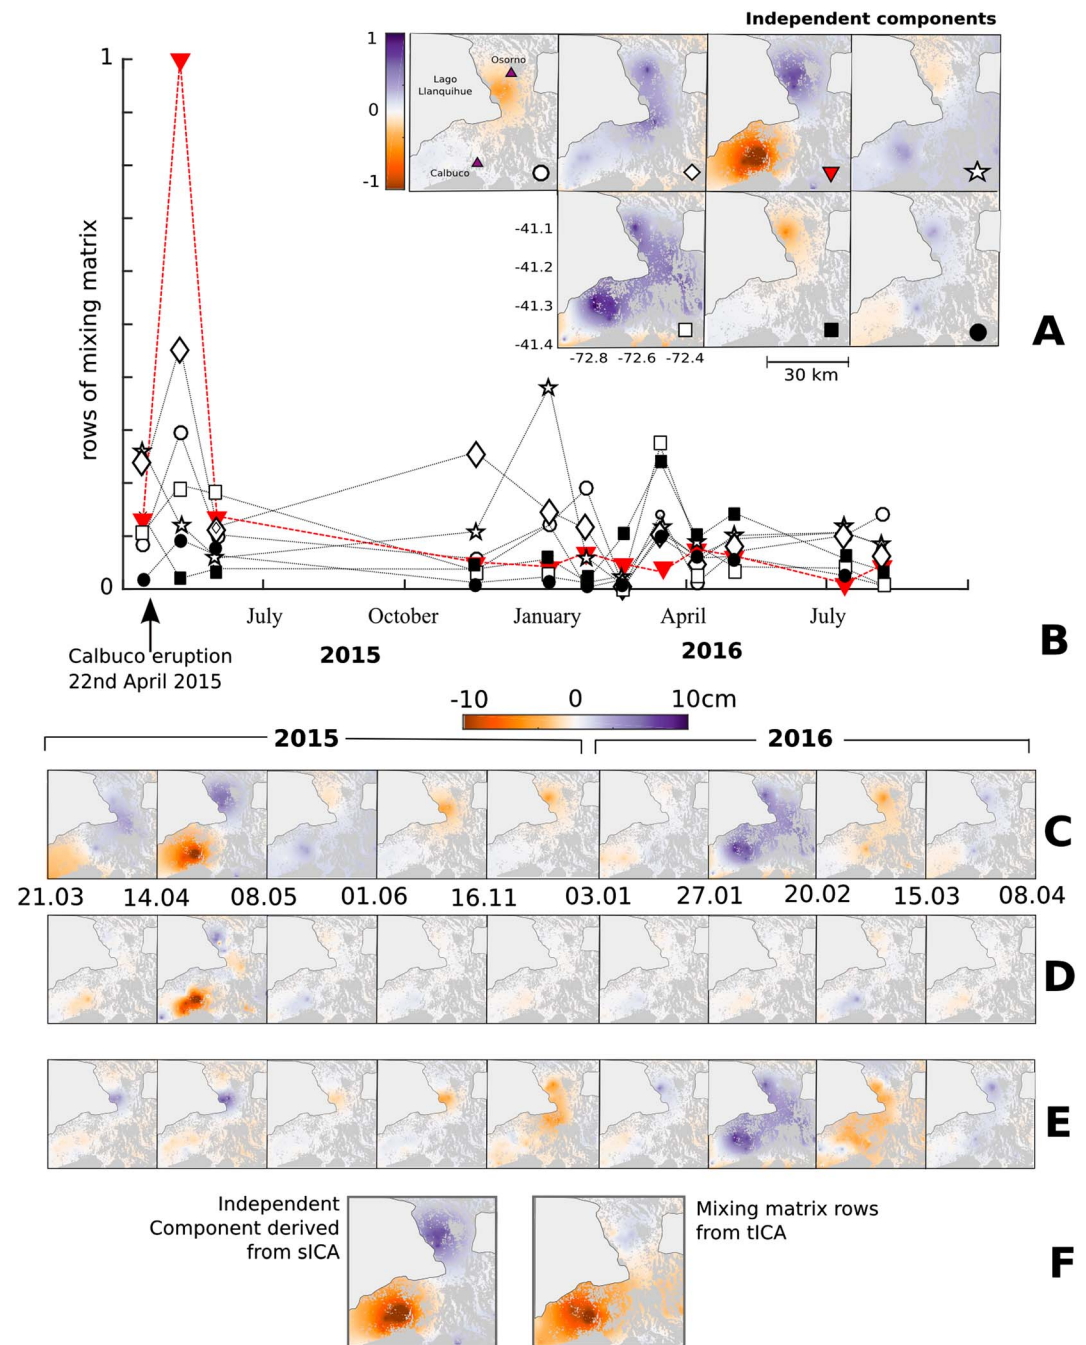 Independent components
1
0
-1
Osorno
Lago
Llanquihue
Calbuco
-41.1
-41.2
-41.3
-41.4
-72.8 -72.6 -72.4
30 km
A
1
rows of mixing matrix
0
July October January April July
2015 2016
B
Calbuco eruption
22nd April 2015
-10 0 10cm
2015 2016
C
21.03 14.04 08.05 01.06 16.11 03.01 27.01 20.02 15.03 08.04
D
E
Independent
Component derived
from sICA
Mixing matrix rows
from tICA
F